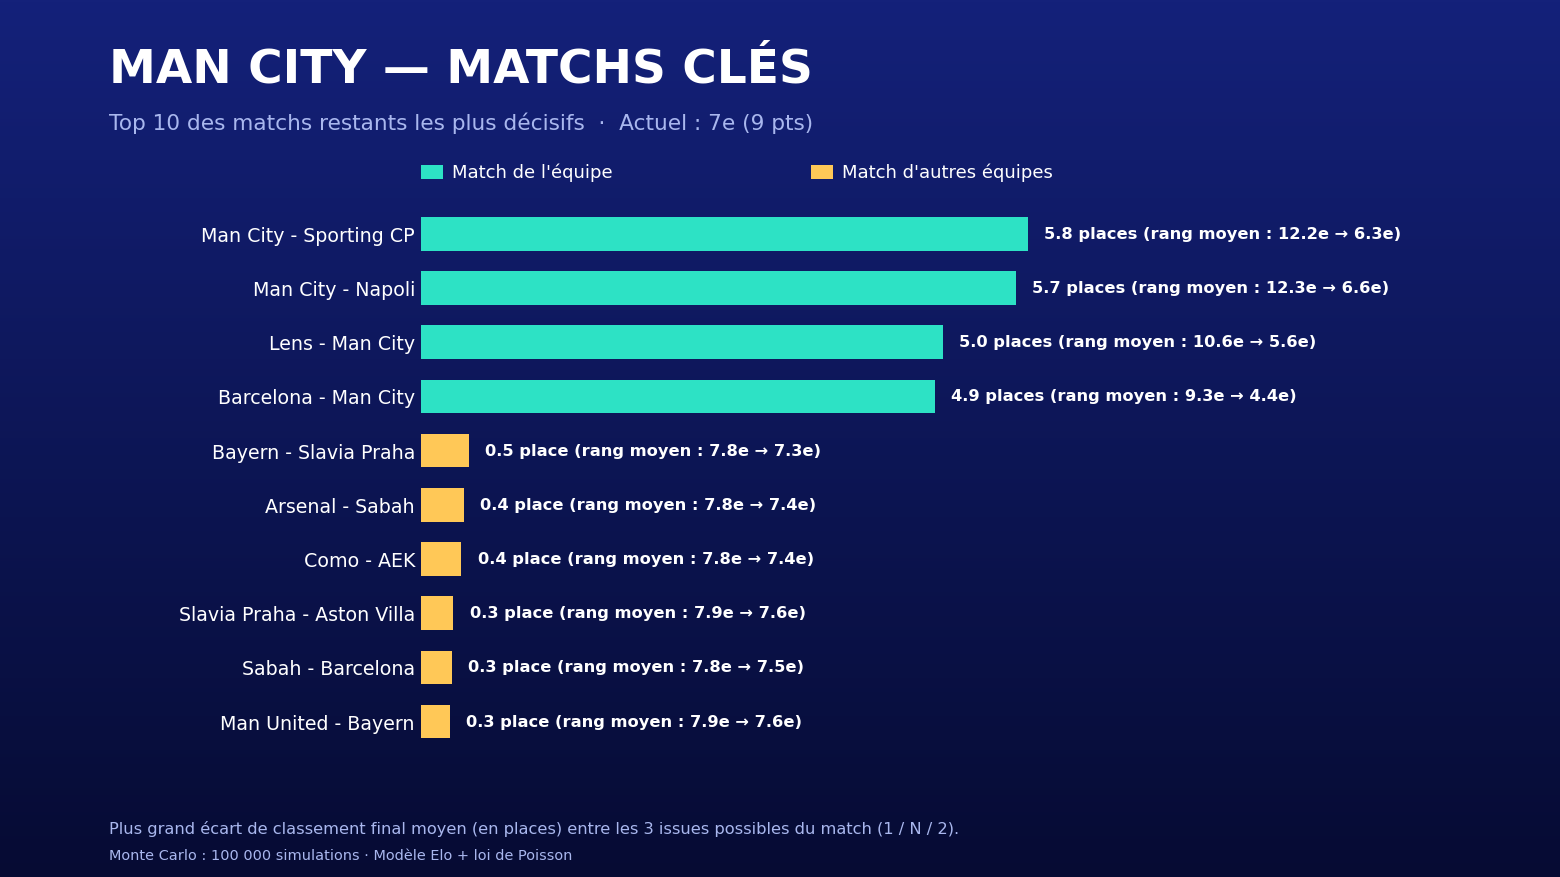 MAN CITY — MATCHS CLÉS
Top 10 des matchs restants les plus décisifs · Actuel : 7e (9 pts)
Match de l'équipe
Match d'autres équipes
Man City - Sporting CP 5.8 places (rang moyen : 12.2e → 6.3e)
Man City - Napoli 5.7 places (rang moyen : 12.3e → 6.6e)
Lens - Man City 5.0 places (rang moyen : 10.6e → 5.6e)
Barcelona - Man City 4.9 places (rang moyen : 9.3e → 4.4e)
Bayern - Slavia Praha 0.5 place (rang moyen : 7.8e → 7.3e)
Arsenal - Sabah 0.4 place (rang moyen : 7.8e → 7.4e)
Como - AEK 0.4 place (rang moyen : 7.8e → 7.4e)
Slavia Praha - Aston Villa 0.3 place (rang moyen : 7.9e → 7.6e)
Sabah - Barcelona 0.3 place (rang moyen : 7.8e → 7.5e)
Man United - Bayern 0.3 place (rang moyen : 7.9e → 7.6e)
Plus grand écart de classement final moyen (en places) entre les 3 issues possibles du match (1 / N / 2).
Monte Carlo : 100 000 simulations · Modèle Elo + loi de Poisson